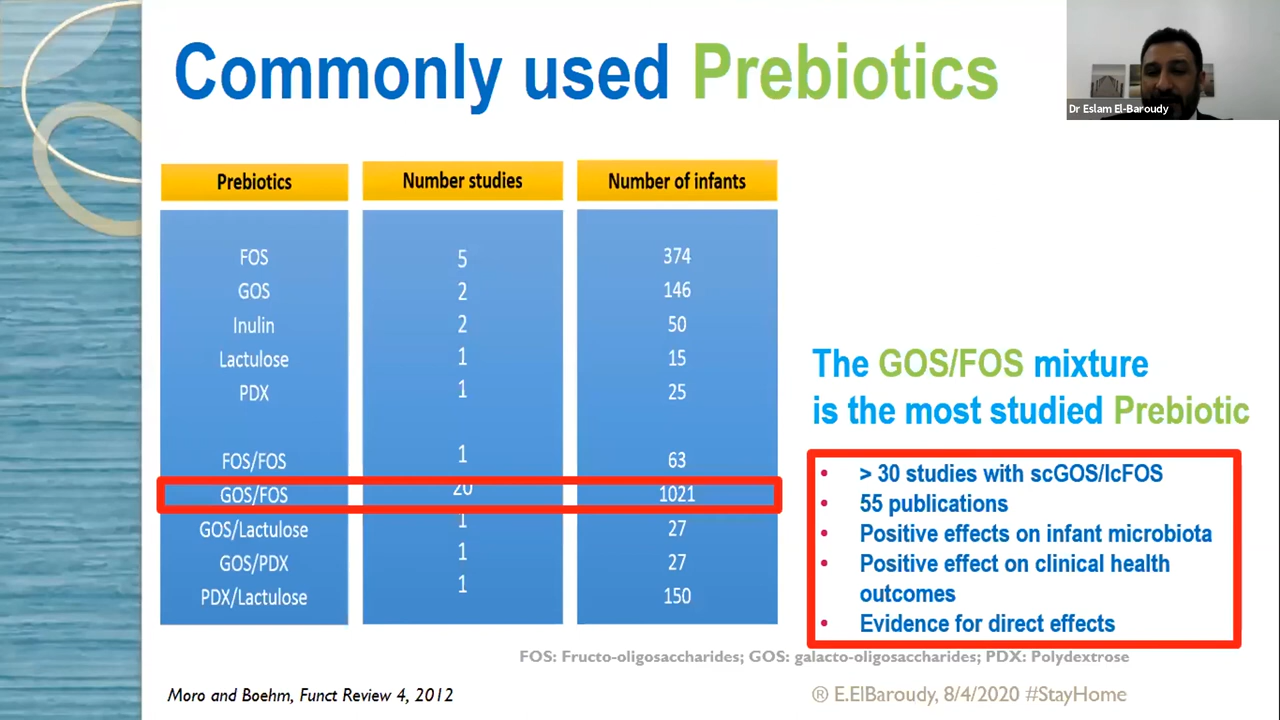 Commonly used Prebiotics
Dr Eslam El-Baroudy
Prebiotics Number studies Number of infants
FOS 5 374
GOS 2 146
Inulin 2 50
Lactulose 1 15
PDX 1 25
FOS/FOS 1 63
GOS/FOS 20 1021
GOS/Lactulose 1 27
GOS/PDX 1 27
PDX/Lactulose 1 150
The GOS/FOS mixture
is the most studied Prebiotic
• > 30 studies with scGOS/lcFOS
• 55 publications
• Positive effects on infant microbiota
• Positive effect on clinical health
outcomes
• Evidence for direct effects
FOS: Fructo-oligosaccharides; GOS: galacto-oligosaccharides; PDX: Polydextrose
Moro and Boehm, Funct Review 4, 2012
® E.ElBaroudy, 8/4/2020 #StayHome